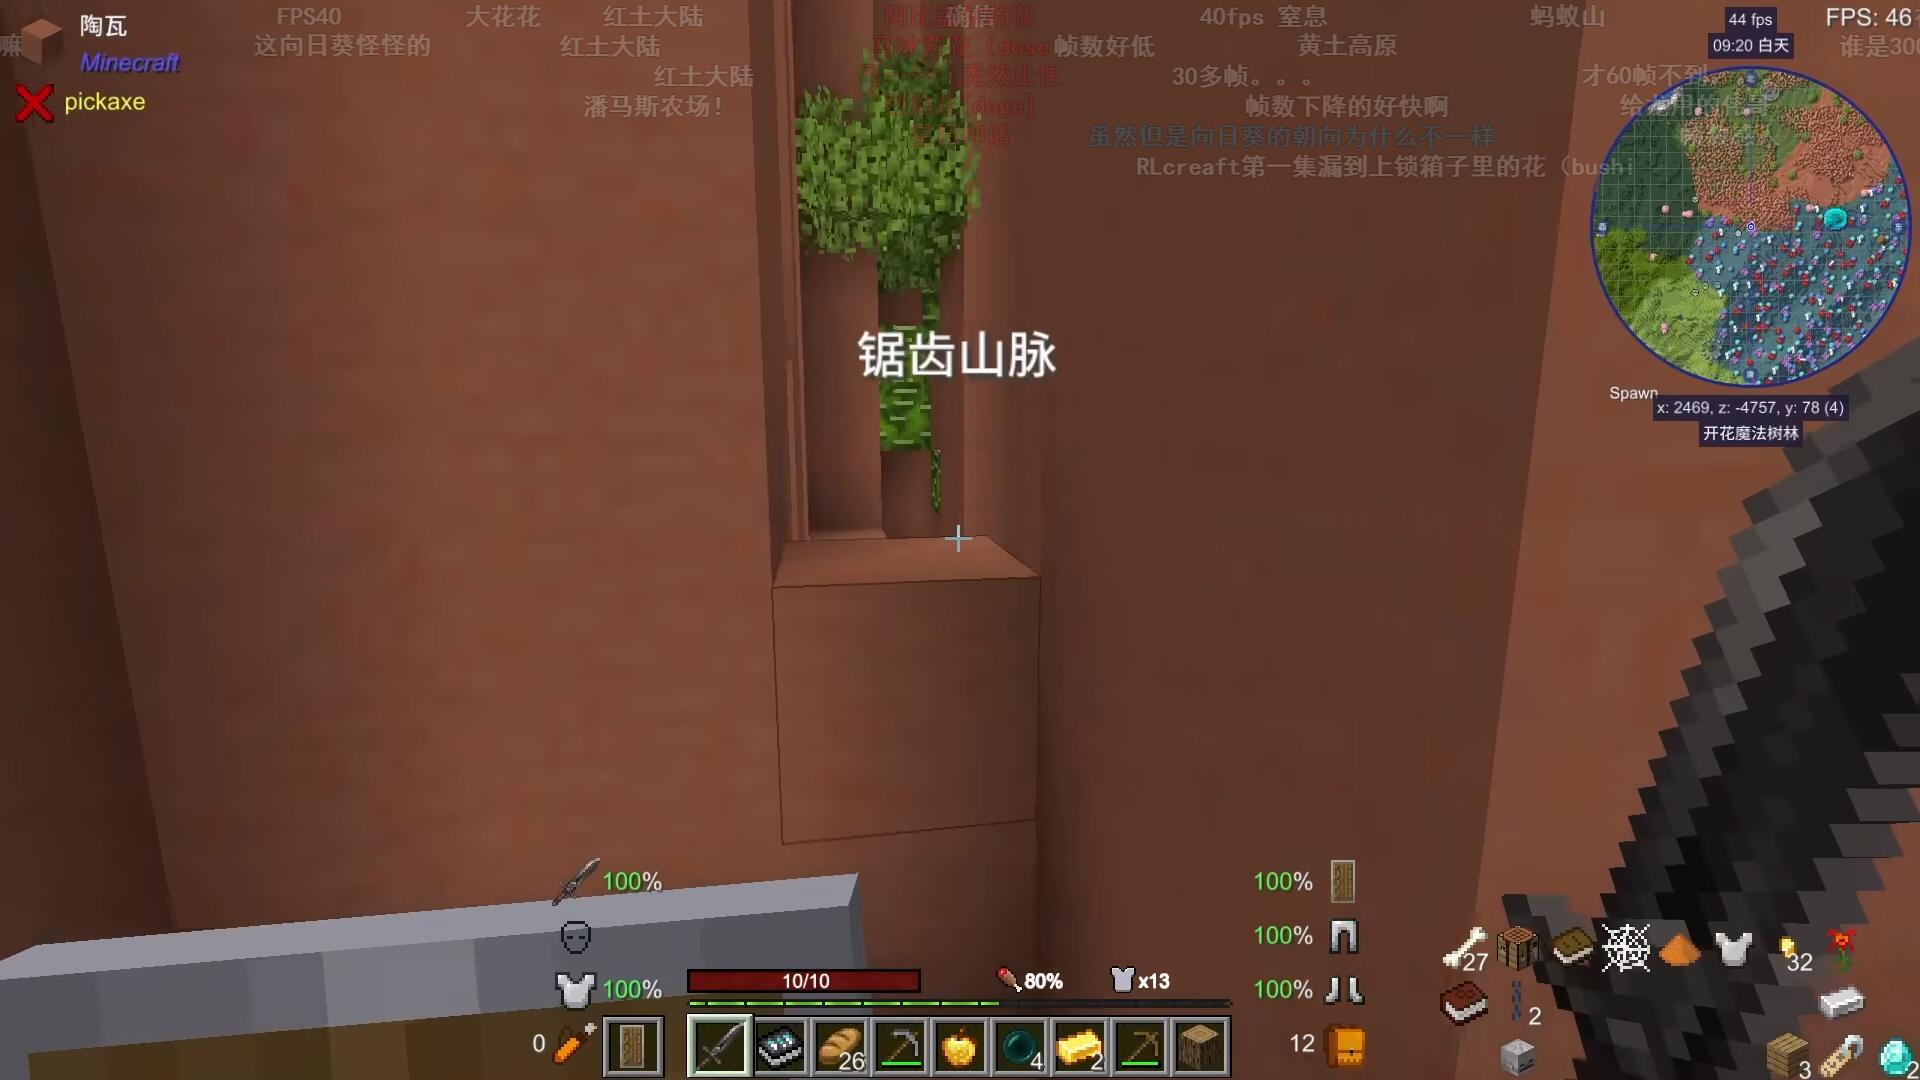 陶瓦
Minecraft
pickaxe
FPS40
大花花
红土大陆
40fps 窒息
蚂蚁山
44 fps
FPS: 46
这向日葵怪怪的
红土大陆
帧数好低
黄土高原
09:20 白天
红土大陆
30多帧。。。
才60帧不到
潘马斯农场!
帧数下降的好快啊
虽然但是向日葵的朝向为什么不一样
RLcreaft第一集漏到上锁箱子里的花（bushi
锯齿山脉
Spawn
x: 2469, z: -4757, y: 78 (4)
开花魔法树林
100%
100%
100%
100%
100%
10/10
80%
x13
0
26
4
2
12
27
32
2
3
2